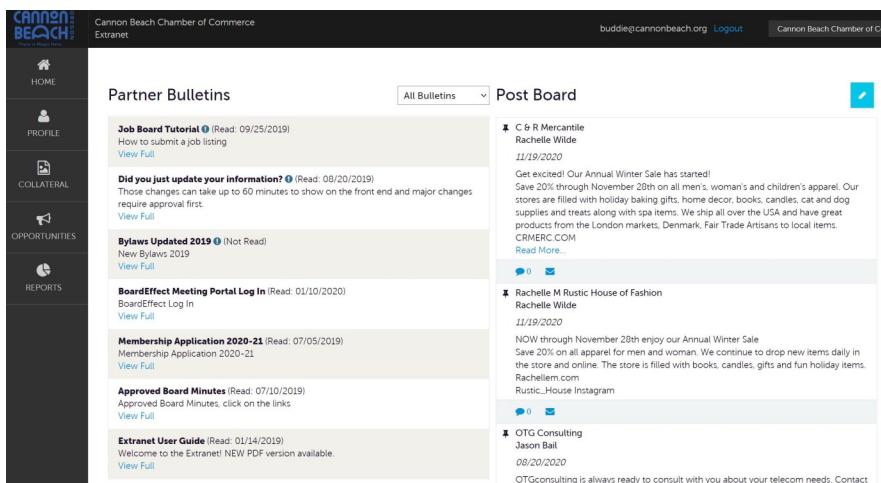 CANNON
BEACH
OREGON
Cannon Beach Chamber of Commerce
Extranet
buddie@cannonbeach.org Logout
Cannon Beach Chamber of C
HOME
PROFILE
COLLATERAL
OPPORTUNITIES
REPORTS
Partner Bulletins
All Bulletins
Job Board Tutorial (Read: 09/25/2019)
How to submit a job listing
View Full
Did you just update your information? (Read: 08/20/2019)
Those changes can take up to 60 minutes to show on the front end and major changes
require approval first.
View Full
Bylaws Updated 2019 (Not Read)
New Bylaws 2019
View Full
BoardEffect Meeting Portal Log In (Read: 01/10/2020)
BoardEffect Log In
View Full
Membership Application 2020-21 (Read: 07/05/2019)
Membership Application 2020-21
View Full
Approved Board Minutes (Read: 07/10/2019)
Approved Board Minutes, click on the links
View Full
Extranet User Guide (Read: 01/14/2019)
Welcome to the Extranet! NEW PDF version available.
View Full
Post Board
C & R Mercantile
Rachelle Wilde
11/19/2020
Get excited! Our Annual Winter Sale has started!
Save 20% through November 28th on all men's, woman's and children's apparel. Our
stores are filled with holiday baking gifts, home decor, books, candles, cat and dog
supplies and treats along with spa items. We ship all over the USA and have great
products from the London markets, Denmark, Fair Trade Artisans to local items.
CRMERC.COM
Read More...
0
Rachelle M Rustic House of Fashion
Rachelle Wilde
11/19/2020
NOW through November 28th enjoy our Annual Winter Sale
Save 20% on all apparel for men and woman. We continue to drop new items daily in
the store and online. The store is filled with books, candles, gifts and fun holiday items.
Rachellem.com
Rustic_House Instagram
0
OTG Consulting
Jason Bail
08/20/2020
OTGconsulting is always ready to consult with you about your telecom needs. Contact